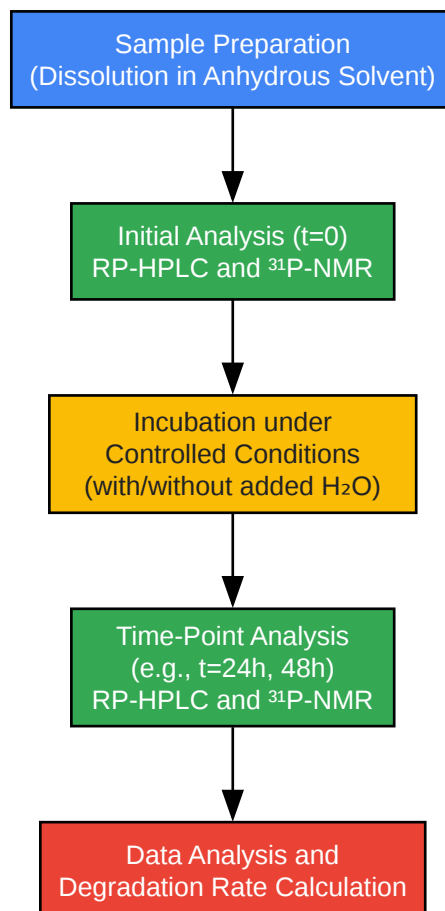 Sample Preparation
(Dissolution in Anhydrous Solvent)
Initial Analysis (t=0)
RP-HPLC and ³¹P-NMR
Incubation under
Controlled Conditions
(with/without added H₂O)
Time-Point Analysis
(e.g., t=24h, 48h)
RP-HPLC and ³¹P-NMR
Data Analysis and
Degradation Rate Calculation